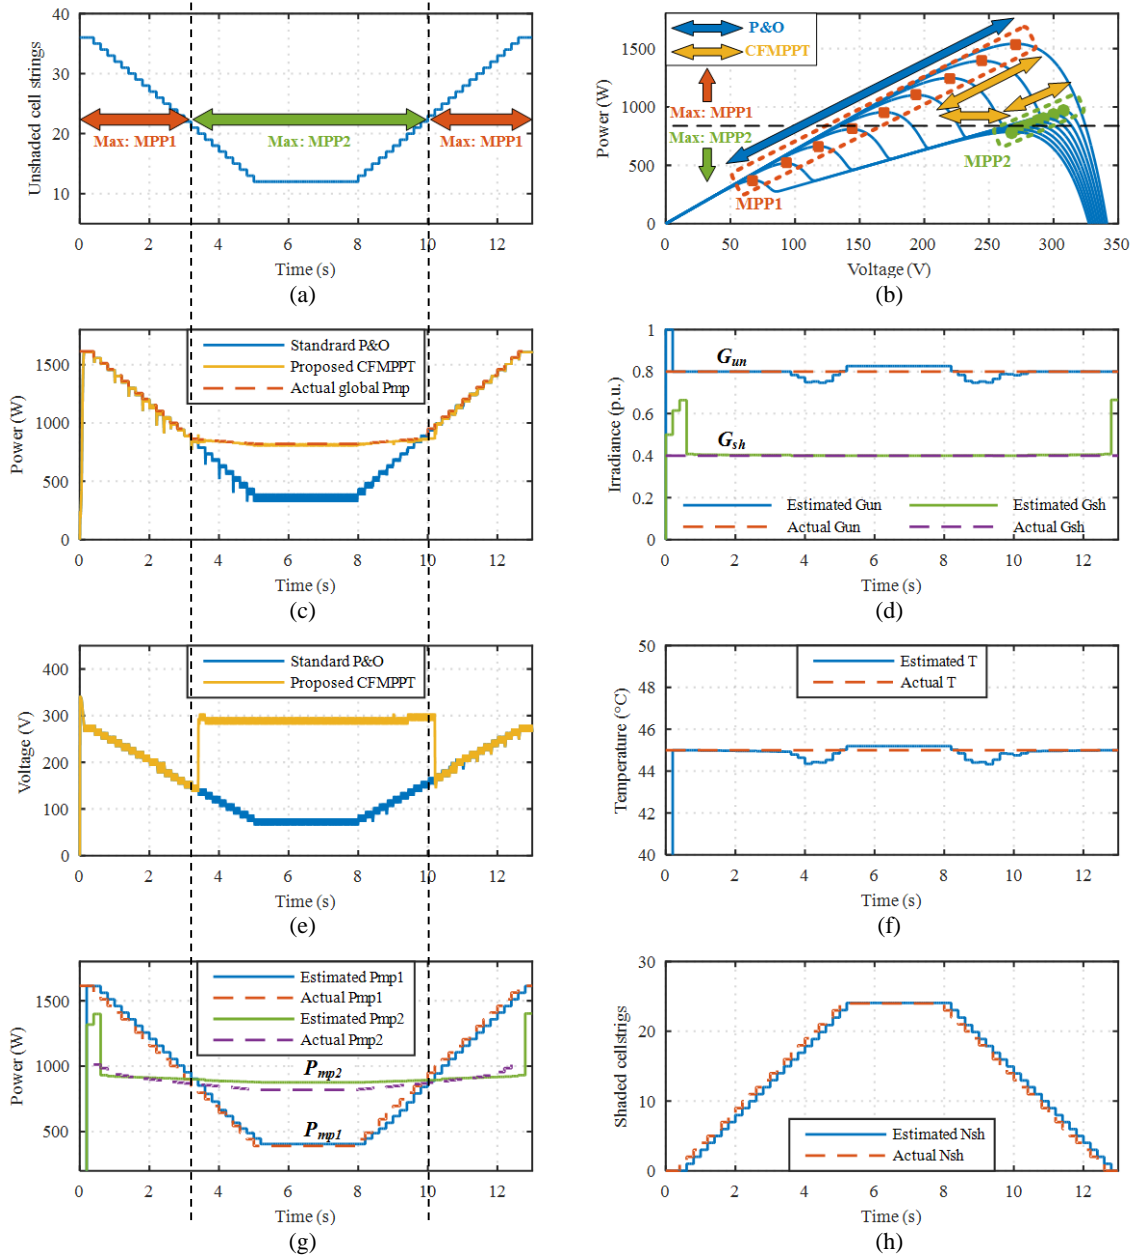 40
30
20
10
Unshaded cell strings
Max: MPP1
Max: MPP2
Max: MPP1
0 2 4 6 8 10 12
Time (s)
(a)
P&O
CFMPPT
Max: MPP1
Max: MPP2
MPP1
MPP2
1500
1000
500
0
Power (W)
0 50 100 150 200 250 300 350
Voltage (V)
(b)
Strandrard P&O
Proposed CFMPPT
Actual global Pmp
1500
1000
500
0
Power (W)
0 2 4 6 8 10 12
Time (s)
(c)
1
0.8
0.6
0.4
0.2
0
Irradiance (p.u.)
Gun
Gsh
Estimated Gun
Estimated Gsh
Actual Gun
Actual Gsh
0 2 4 6 8 10 12
Time (s)
(d)
Standard P&O
Proposed CFMPPT
400
300
200
100
0
Voltage (V)
0 2 4 6 8 10 12
Time (s)
(e)
50
48
46
44
42
40
Temperature (°C)
Estimated T
Actual T
0 2 4 6 8 10 12
Time (s)
(f)
Estimated Pmp1
Actual Pmp1
Estimated Pmp2
Actual Pmp2
1500
1000
500
Power (W)
Pmp2
Pmp1
0 2 4 6 8 10 12
Time (s)
(g)
30
20
10
0
Shaded cellstrigs
Estimated Nsh
Actual Nsh
0 2 4 6 8 10 12
Time (s)
(h)